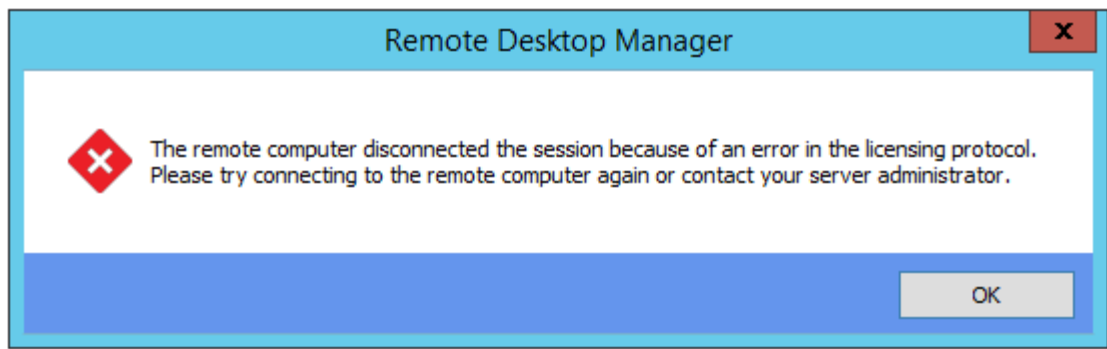 Remote Desktop Manager
x
The remote computer disconnected the session because of an error in the licensing protocol.
Please try connecting to the remote computer again or contact your server administrator.
OK